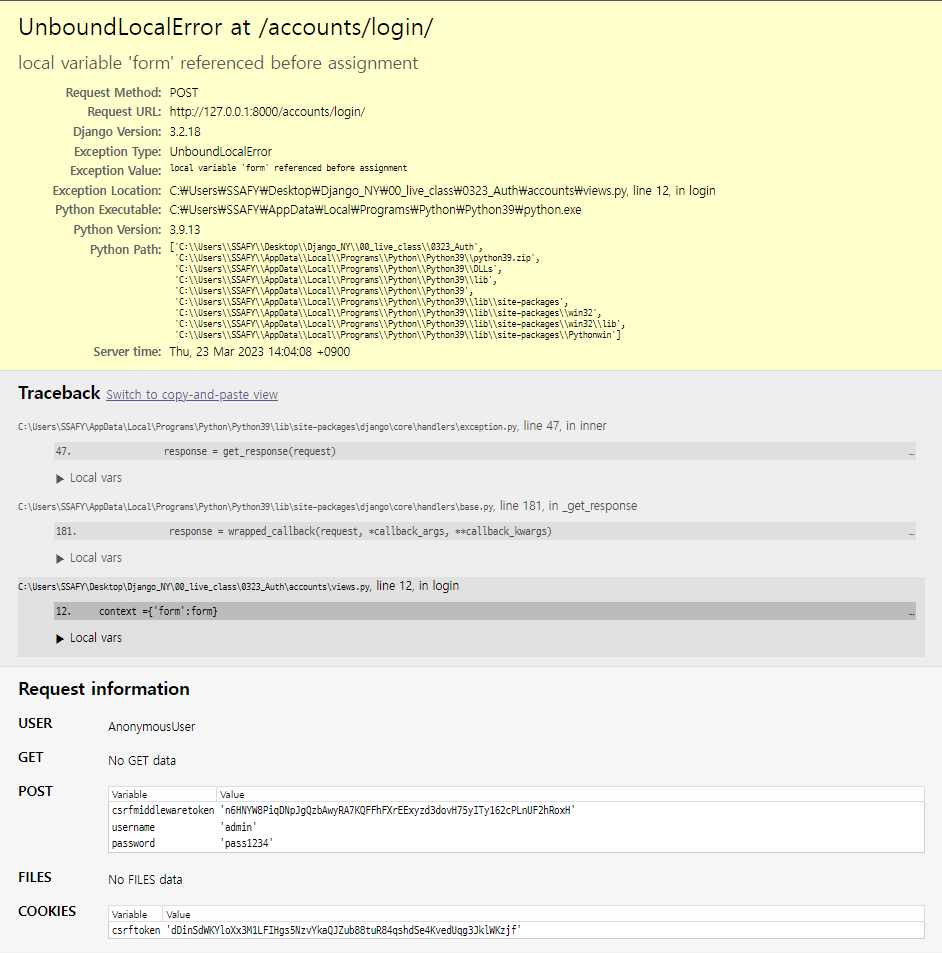 UnboundLocalError at /accounts/login/
local variable 'form' referenced before assignment
Request Method: POST
Request URL: http://127.0.0.1:8000/accounts/login/
Django Version: 3.2.18
Exception Type: UnboundLocalError
Exception Value: local variable 'form' referenced before assignment
Exception Location: C:₩Users₩SSAFY₩Desktop₩Django_NY₩00_live_class₩0323_Auth₩accounts₩views.py, line 12, in login
Python Executable: C:₩Users₩SSAFY₩AppData₩Local₩Programs₩Python₩Python39₩python.exe
Python Version: 3.9.13
Python Path: ['C:\\Users\\SSAFY\\Desktop\\Django_NY\\00_live_class\\0323_Auth',
'C:\\Users\\SSAFY\\AppData\\Local\\Programs\\Python\\Python39\\python39.zip',
'C:\\Users\\SSAFY\\AppData\\Local\\Programs\\Python\\Python39\\DLLs',
'C:\\Users\\SSAFY\\AppData\\Local\\Programs\\Python\\Python39\\lib',
'C:\\Users\\SSAFY\\AppData\\Local\\Programs\\Python\\Python39',
'C:\\Users\\SSAFY\\AppData\\Local\\Programs\\Python\\Python39\\lib\\site-packages',
'C:\\Users\\SSAFY\\AppData\\Local\\Programs\\Python\\Python39\\lib\\site-packages\\win32',
'C:\\Users\\SSAFY\\AppData\\Local\\Programs\\Python\\Python39\\lib\\site-packages\\win32\\lib',
'C:\\Users\\SSAFY\\AppData\\Local\\Programs\\Python\\Python39\\lib\\site-packages\\Pythonwin']
Server time: Thu, 23 Mar 2023 14:04:08 +0900
Traceback Switch to copy-and-paste view
C:\Users\SSAFY\AppData\Local\Programs\Python\Python39\lib\site-packages\django\core\handlers\exception.py, line 47, in inner
47. response = get_response(request) …
▶ Local vars
C:\Users\SSAFY\AppData\Local\Programs\Python\Python39\lib\site-packages\django\core\handlers\base.py, line 181, in _get_response
181. response = wrapped_callback(request, *callback_args, **callback_kwargs) …
▶ Local vars
C:\Users\SSAFY\Desktop\Django_NY\00_live_class\0323_Auth\accounts\views.py, line 12, in login
12. context ={'form':form} …
▶ Local vars
Request information
USER AnonymousUser
GET No GET data
POST
Variable Value
csrfmiddlewaretoken 'n6HNYW8PiqDNpJgQzbAwyRA7KQFFhFXrEExyzd3dovH75yITy162cPLnUF2hRoxH'
username 'admin'
password 'pass1234'
FILES No FILES data
COOKIES
Variable Value
csrftoken 'dDinSdWKYloXx3M1LFIHgs5NzvYkaQJZub88tuR84qshdSe4KvedUqg3JklWKzjf'